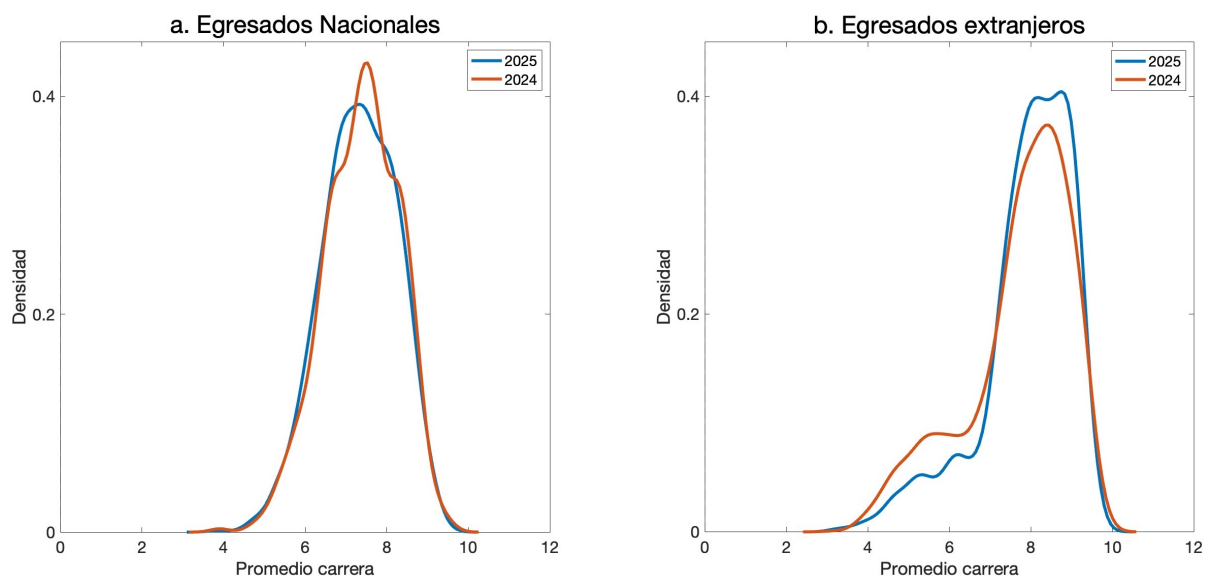 a. Egresados Nacionales
2025
2024
0.4
0.2
0
Densidad
0 2 4 6 8 10 12
Promedio carrera
b. Egresados extranjeros
2025
2024
0.4
0.2
0
Densidad
0 2 4 6 8 10 12
Promedio carrera